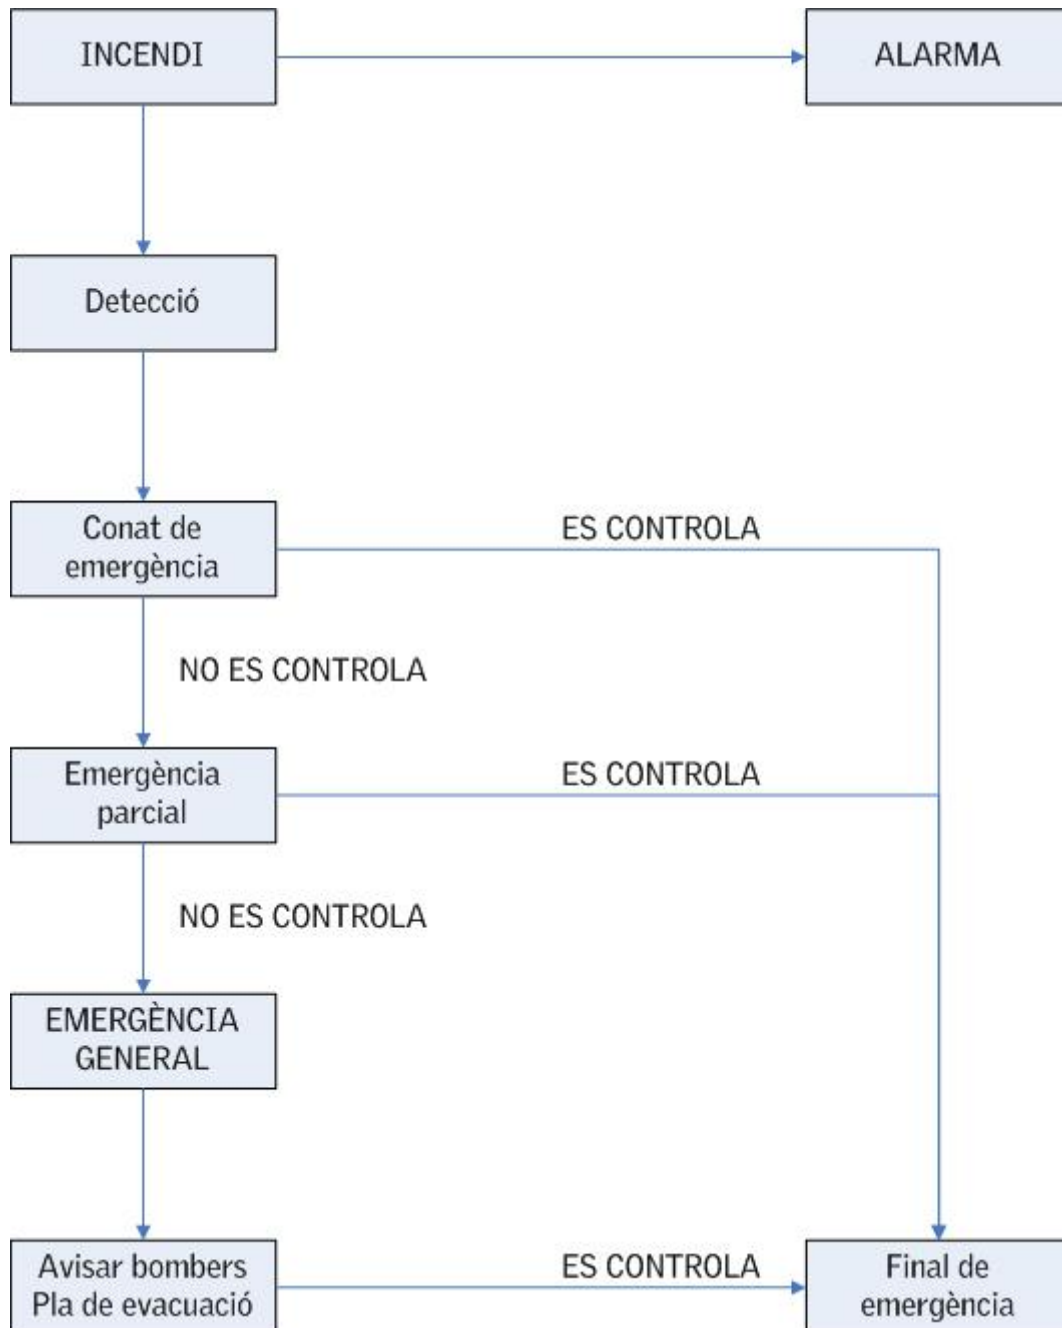 INCENDI
ALARMA
Detecció
Conat de
emergència
ES CONTROLA
NO ES CONTROLA
Emergència
parcial
ES CONTROLA
NO ES CONTROLA
EMERGÈNCIA
GENERAL
Avisar bombers
Pla de evacuació
ES CONTROLA
Final de
emergència